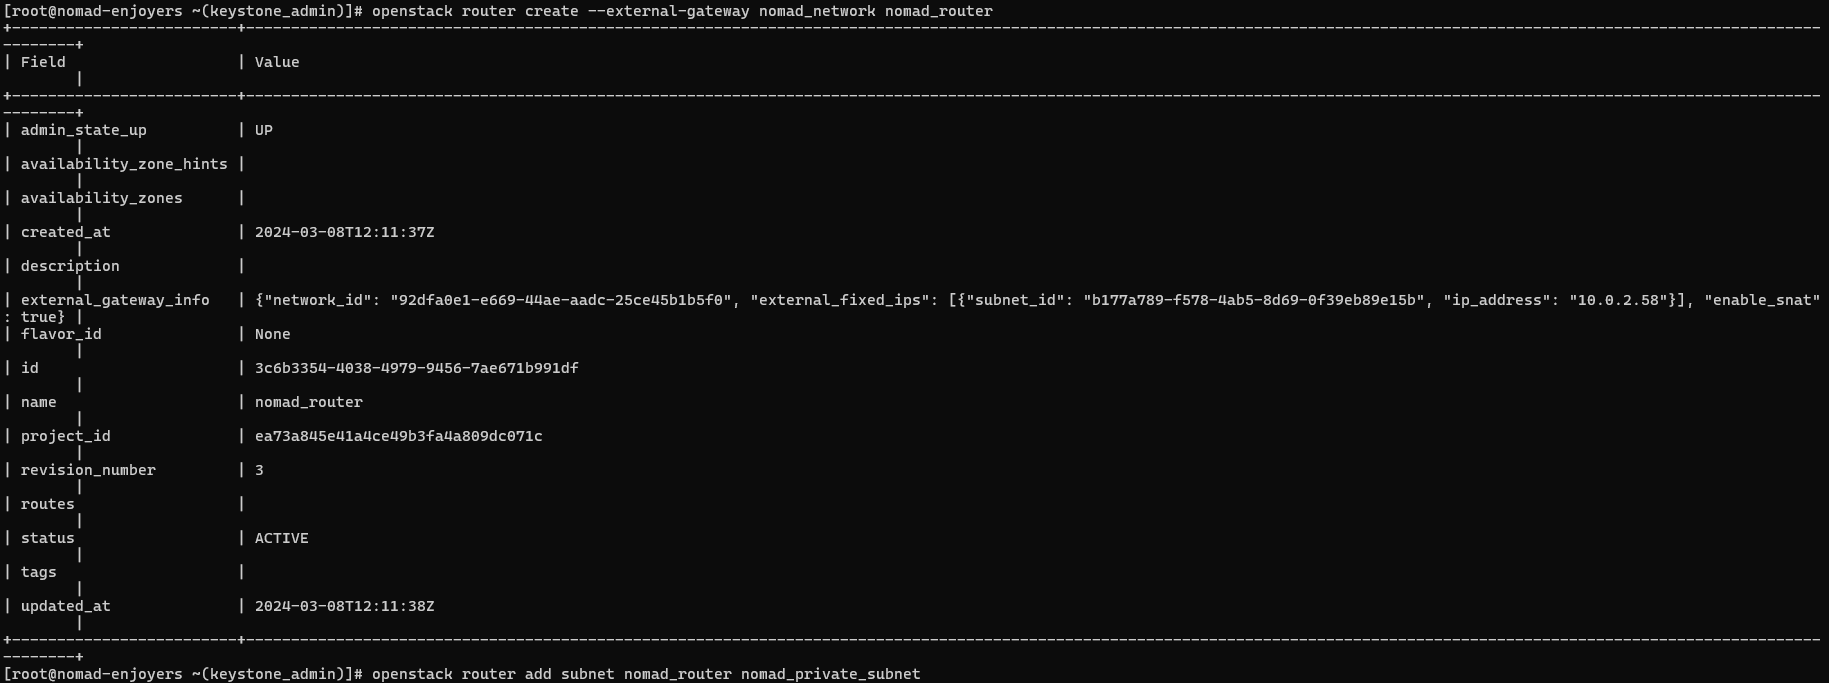 [root@nomad-enjoyers ~(keystone_admin)]# openstack router create --external-gateway nomad_network nomad_router
| Field | Value
|
| admin_state_up | UP
|
| availability_zone_hints |
|
| availability_zones |
|
| created_at | 2024-03-08T12:11:37Z
|
| description |
|
| external_gateway_info | {"network_id": "92dfa0e1-e669-44ae-aadc-25ce45b1b5f0", "external_fixed_ips": [{"subnet_id": "b177a789-f578-4ab5-8d69-0f39eb89e15b", "ip_address": "10.0.2.58"}], "enable_snat"
: true} |
| flavor_id | None
|
| id | 3c6b3354-4038-4979-9456-7ae671b991df
|
| name | nomad_router
|
| project_id | ea73a845e41a4ce49b3fa4a809dc071c
|
| revision_number | 3
|
| routes |
|
| status | ACTIVE
|
| tags |
|
| updated_at | 2024-03-08T12:11:38Z
|
[root@nomad-enjoyers ~(keystone_admin)]# openstack router add subnet nomad_router nomad_private_subnet